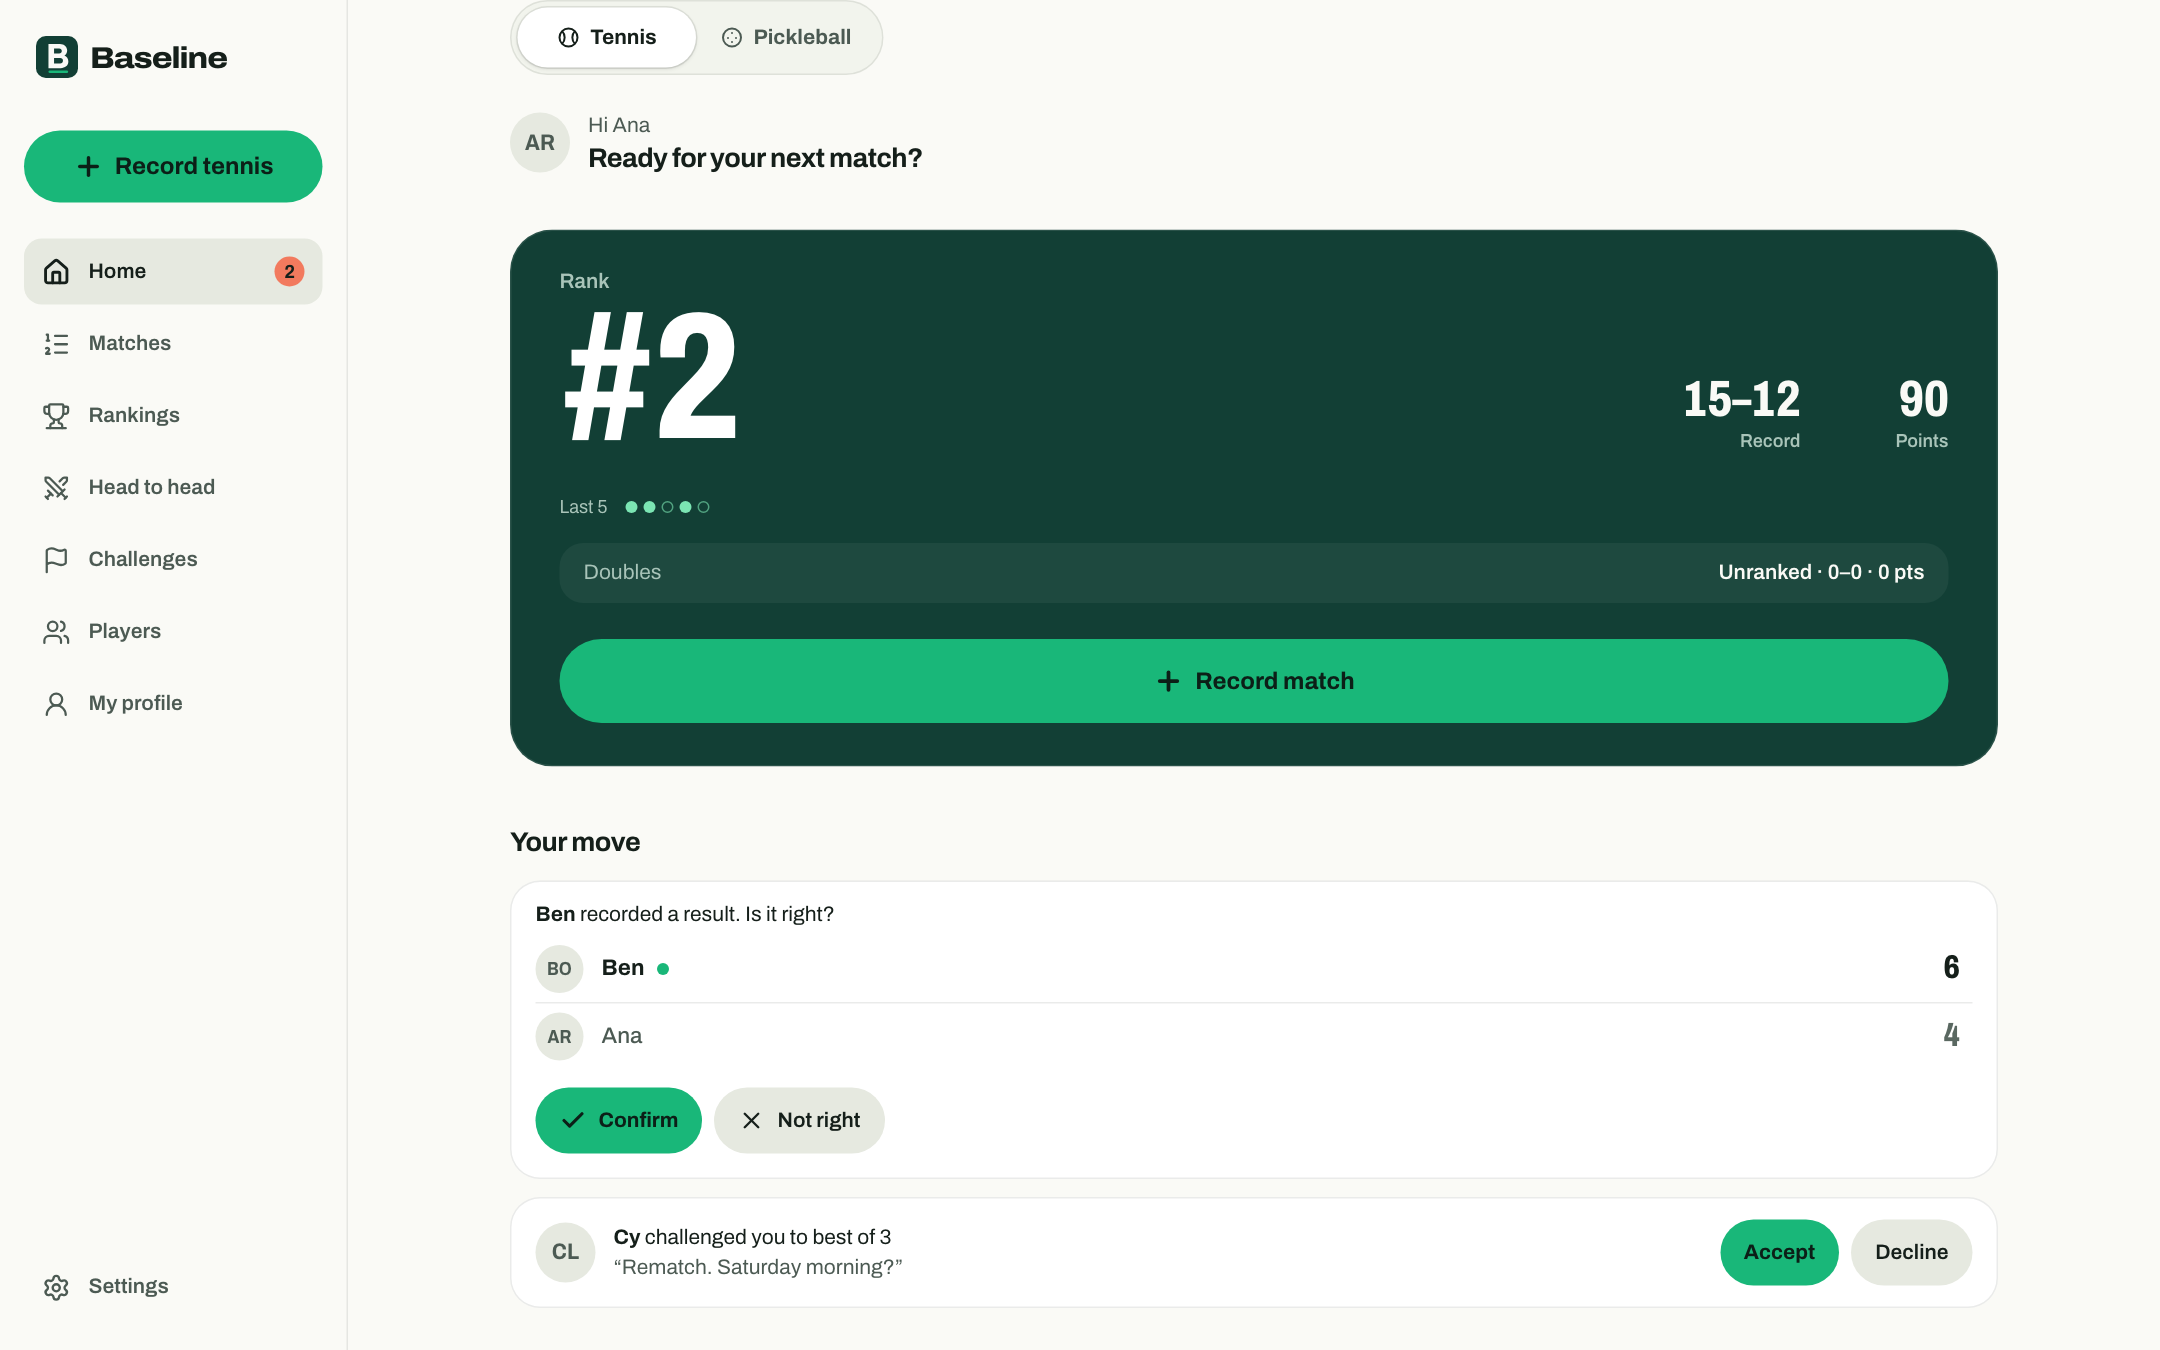 Baseline
Record tennis
Home 2
Matches
Rankings
Head to head
Challenges
Players
My profile
Settings
Tennis Pickleball
AR
Hi Ana
Ready for your next match?
Rank
#2
15–12 90
Record Points
Last 5
Doubles Unranked · 0–0 · 0 pts
Record match
Your move
Ben recorded a result. Is it right?
BO Ben 6
AR Ana 4
Confirm Not right
CL
Cy challenged you to best of 3
“Rematch. Saturday morning?”
Accept Decline